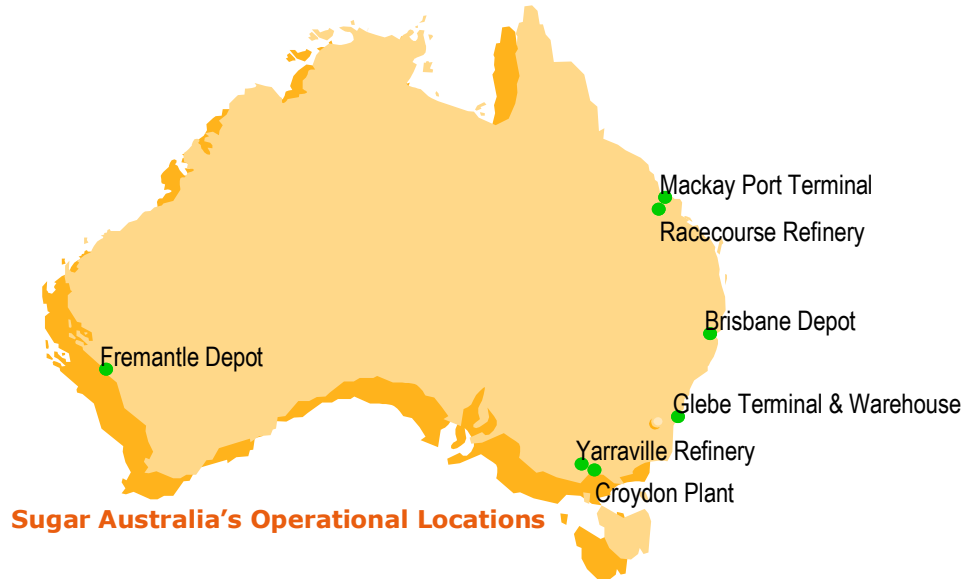 Mackay Port Terminal
Racecourse Refinery
Brisbane Depot
Fremantle Depot
Glebe Terminal & Warehouse
Yarraville Refinery
Croydon Plant
Sugar Australia’s Operational Locations